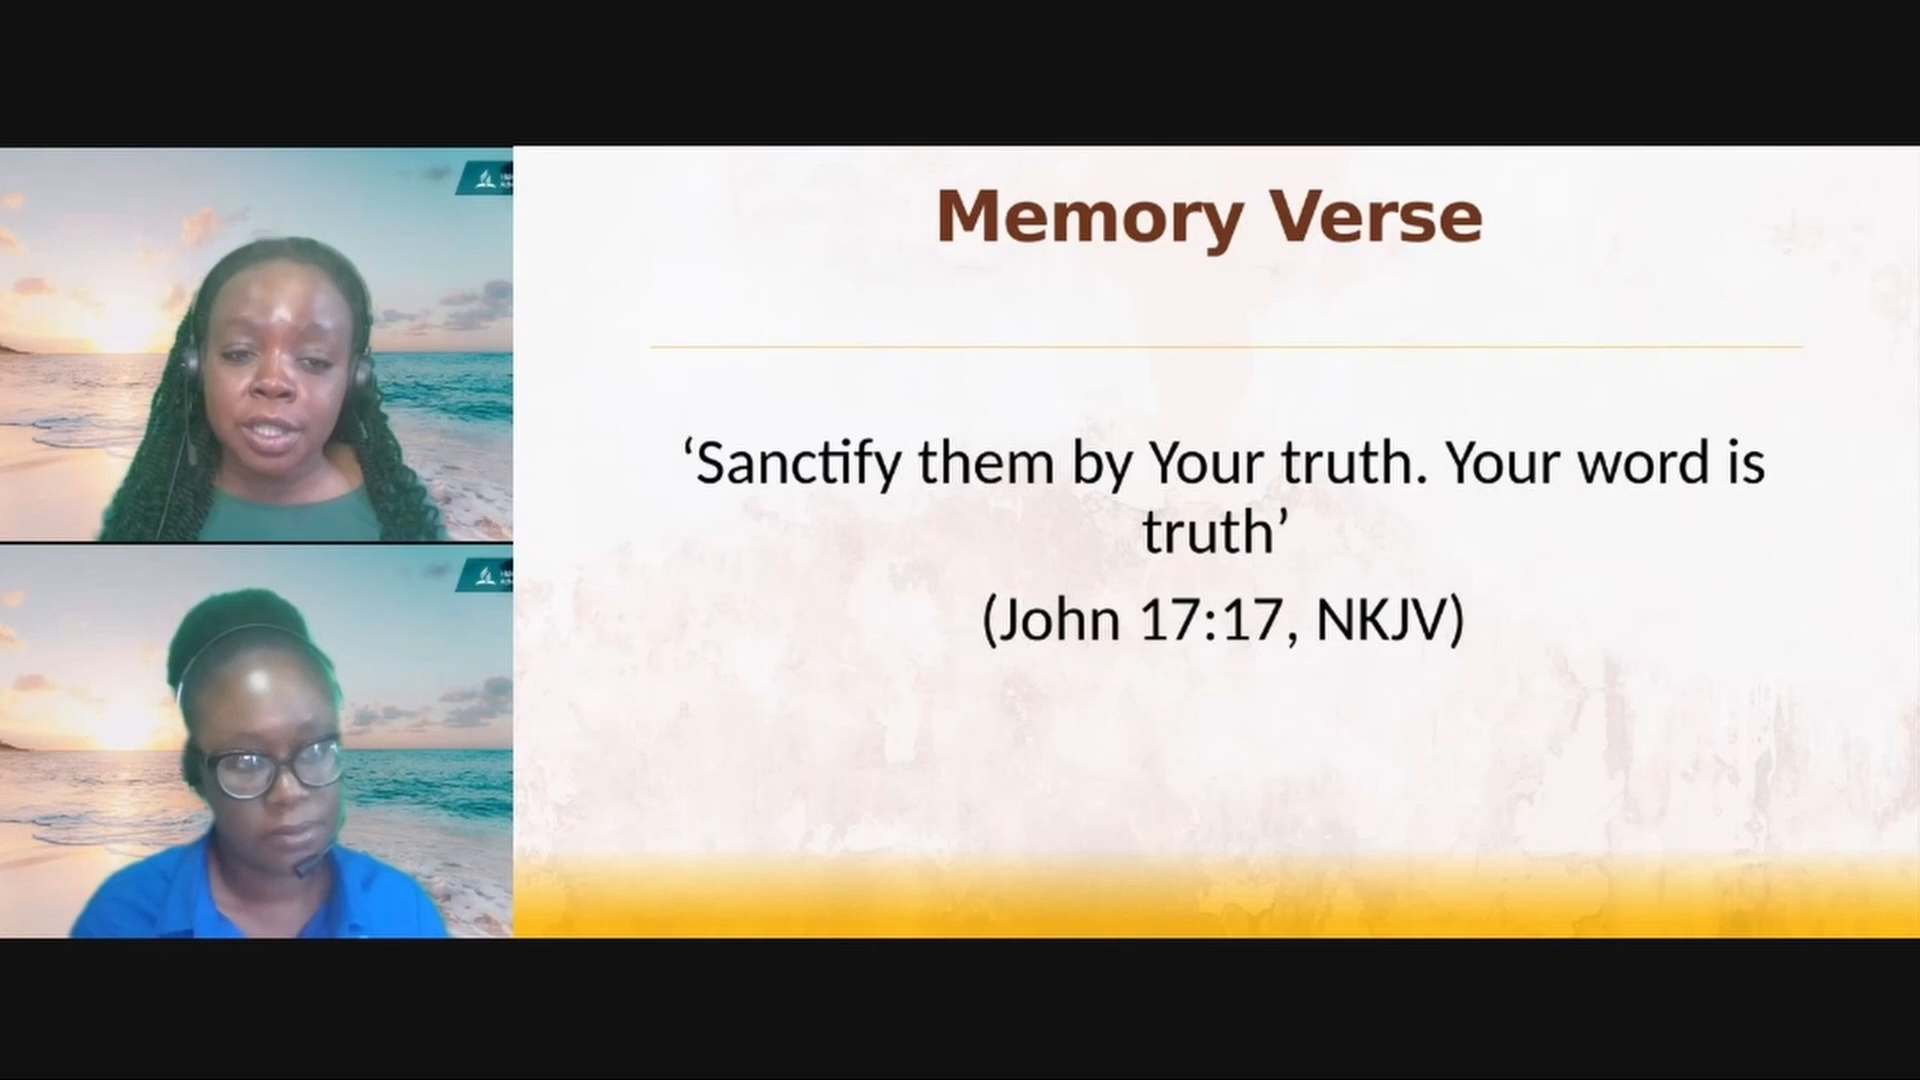 Memory Verse
‘Sanctify them by Your truth. Your word is
truth’
(John 17:17, NKJV)